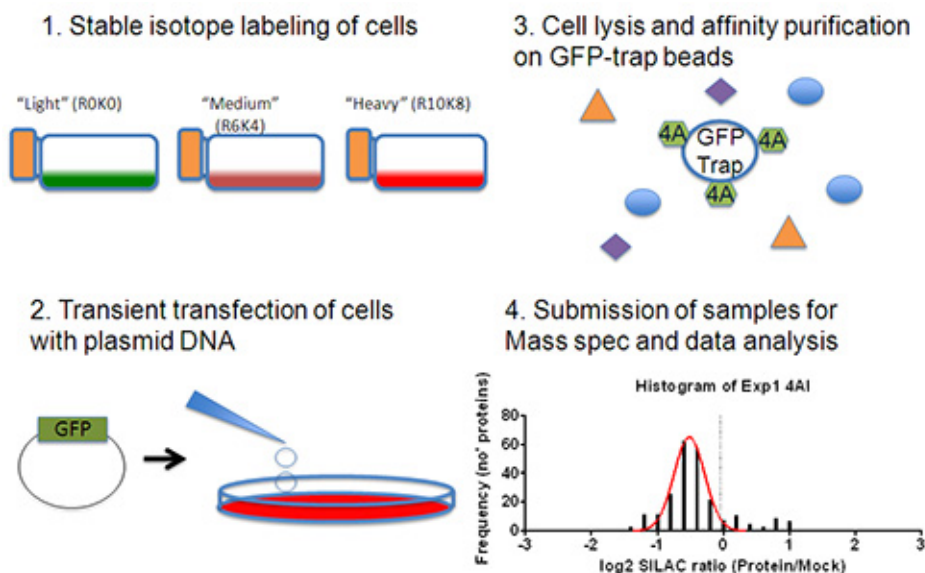 1. Stable isotope labeling of cells
"Light" (R0K0)
"Medium"
(R6K4)
"Heavy" (R10K8)
2. Transient transfection of cells
with plasmid DNA
GFP
3. Cell lysis and affinity purification
on GFP-trap beads
4A
GFP
Trap
4A
4A
4. Submission of samples for
Mass spec and data analysis
Histogram of Exp1 4AI
Frequency (no' proteins)
80
60
40
20
0
-3
-2
-1
0
1
2
3
log2 SILAC ratio (Protein/Mock)